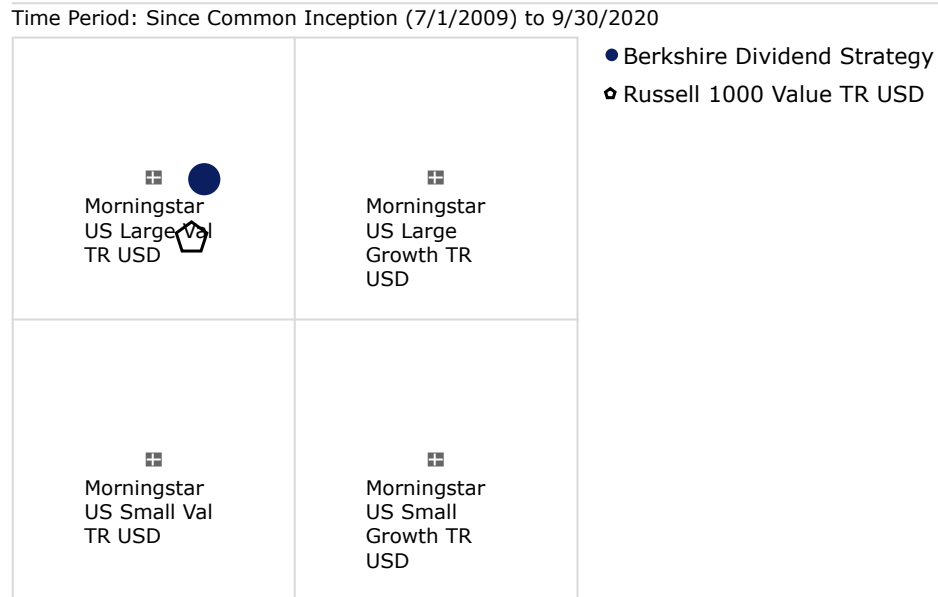 Time Period: Since Common Inception (7/1/2009) to 9/30/2020
Berkshire Dividend Strategy
Russell 1000 Value TR USD
Morningstar
US Large Val
TR USD
Morningstar
US Large
Growth TR
USD
Morningstar
US Small Val
TR USD
Morningstar
US Small
Growth TR
USD